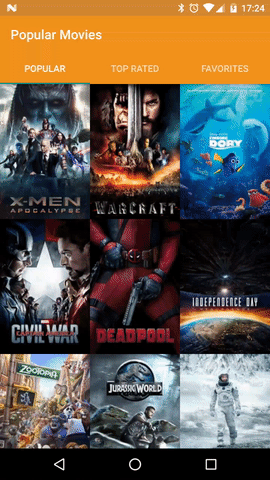 17:24
Popular Movies
POPULAR
TOP RATED
FAVORITES
X-MEN
APOCALYPSE
WARCRAFT
FINDING
DORY
CIVIL WAR
DEADPOOL
INDEPENDENCE DAY
ZOOTOPIA
JURASSIC WORLD